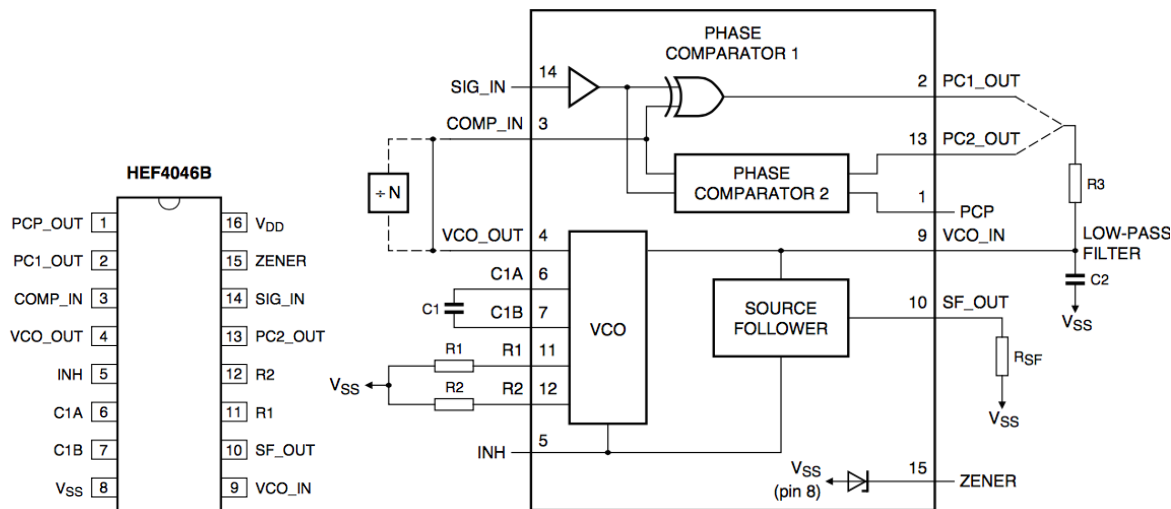 HEF4046B
PCP_OUT 1 16 VDD
PC1_OUT 2 15 ZENER
COMP_IN 3 14 SIG_IN
VCO_OUT 4 13 PC2_OUT
INH 5 12 R2
C1A 6 11 R1
C1B 7 10 SF_OUT
VSS 8 9 VCO_IN
PHASE
COMPARATOR 1
SIG_IN 14
2 PC1_OUT
COMP_IN 3
13 PC2_OUT
PHASE
COMPARATOR 2
R3
÷ N
1
PCP
VCO_OUT 4
9 VCO_IN
LOW-PASS
FILTER
C1A 6
C2
C1
C1B 7
VCO
SOURCE
FOLLOWER
10 SF_OUT
VSS
R1 R1 11
RSF
VSS
R2 R2 12
VSS
INH 5
VSS
(pin 8)
15
ZENER